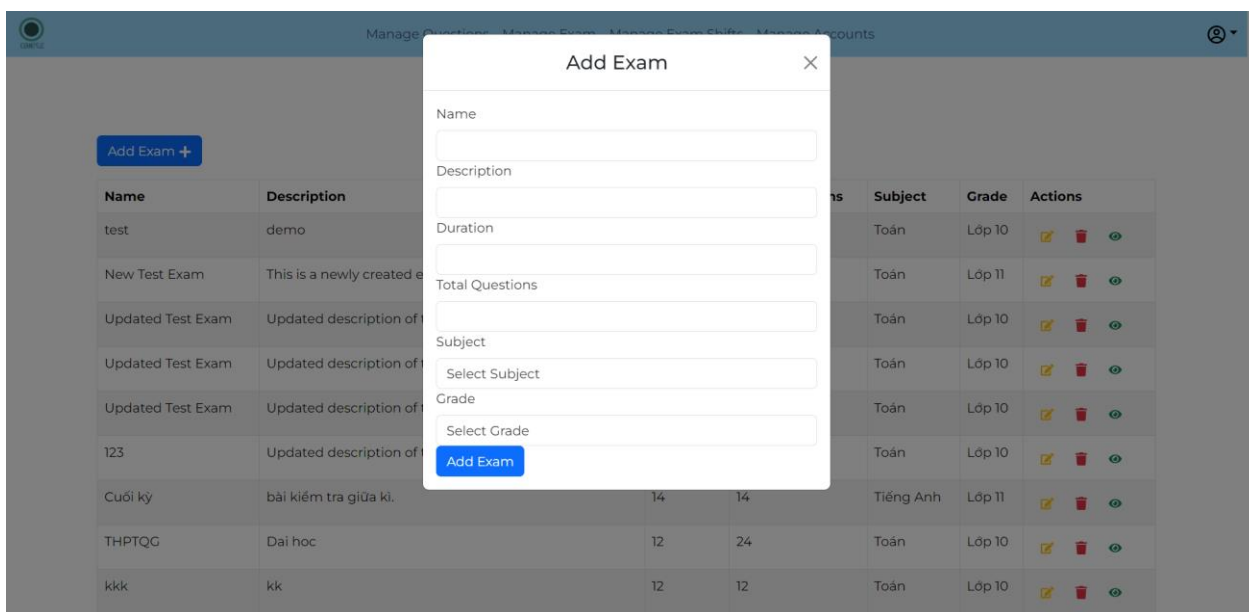 Manage Questions Manage Exam Manage Exam Shifts Manage Accounts
Add Exam
Name
Description
Duration
Total Questions
Subject
Select Subject
Grade
Select Grade
Add Exam
Add Exam +
Name Description ns Subject Grade Actions
test demo Toán Lớp 10
New Test Exam This is a newly created e Toán Lớp 11
Updated Test Exam Updated description of t Toán Lớp 10
Updated Test Exam Updated description of t Toán Lớp 10
Updated Test Exam Updated description of t Toán Lớp 10
123 Updated description of t Toán Lớp 10
Cuối kỳ bài kiểm tra giữa kì. 14 14 Tiếng Anh Lớp 11
THPTQG Dai hoc 12 24 Toán Lớp 10
kkk kk 12 12 Toán Lớp 10